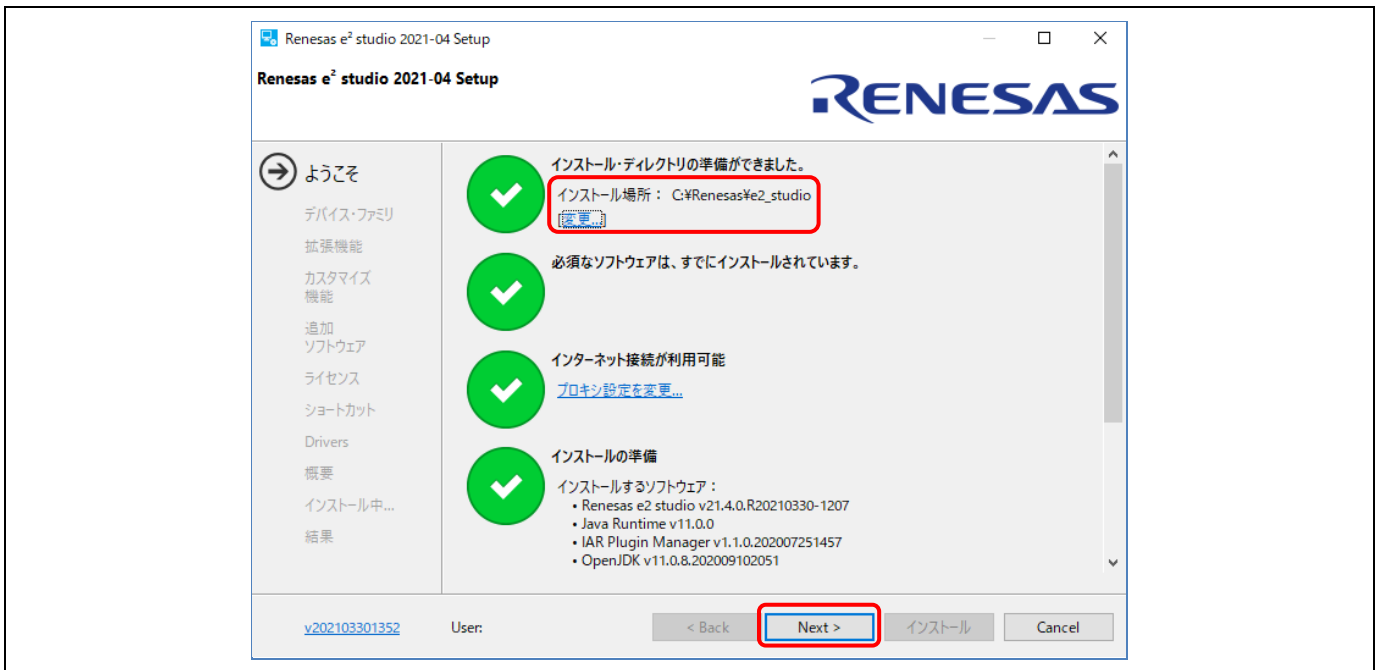 Renesas e² studio 2021-04 Setup
Renesas e² studio 2021-04 Setup
RENESAS
ようこそ
デバイス・ファミリ
拡張機能
カスタマイズ
機能
追加
ソフトウェア
ライセンス
ショートカット
Drivers
概要
インストール中...
結果
インストール・ディレクトリの準備ができました。
インストール場所： C:¥Renesas¥e2_studio
[変更...]
必須なソフトウェアは、すでにインストールされています。
インターネット接続が利用可能
プロキシ設定を変更...
インストールの準備
インストールするソフトウェア：
• Renesas e2 studio v21.4.0.R20210330-1207
• Java Runtime v11.0.0
• IAR Plugin Manager v1.1.0.202007251457
• OpenJDK v11.0.8.202009102051
v202103301352 User: < Back Next > インストール Cancel